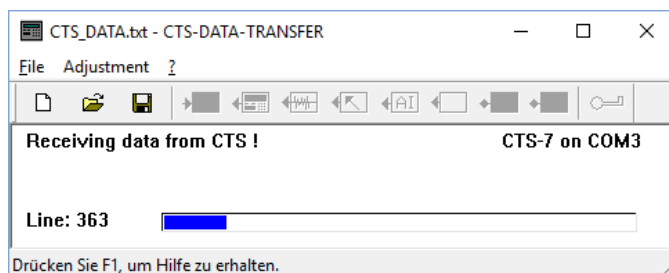 CTS_DATA.txt - CTS-DATA-TRANSFER
File Adjustment ?
AI
Receiving data from CTS ! CTS-7 on COM3
Line: 363
Drücken Sie F1, um Hilfe zu erhalten.